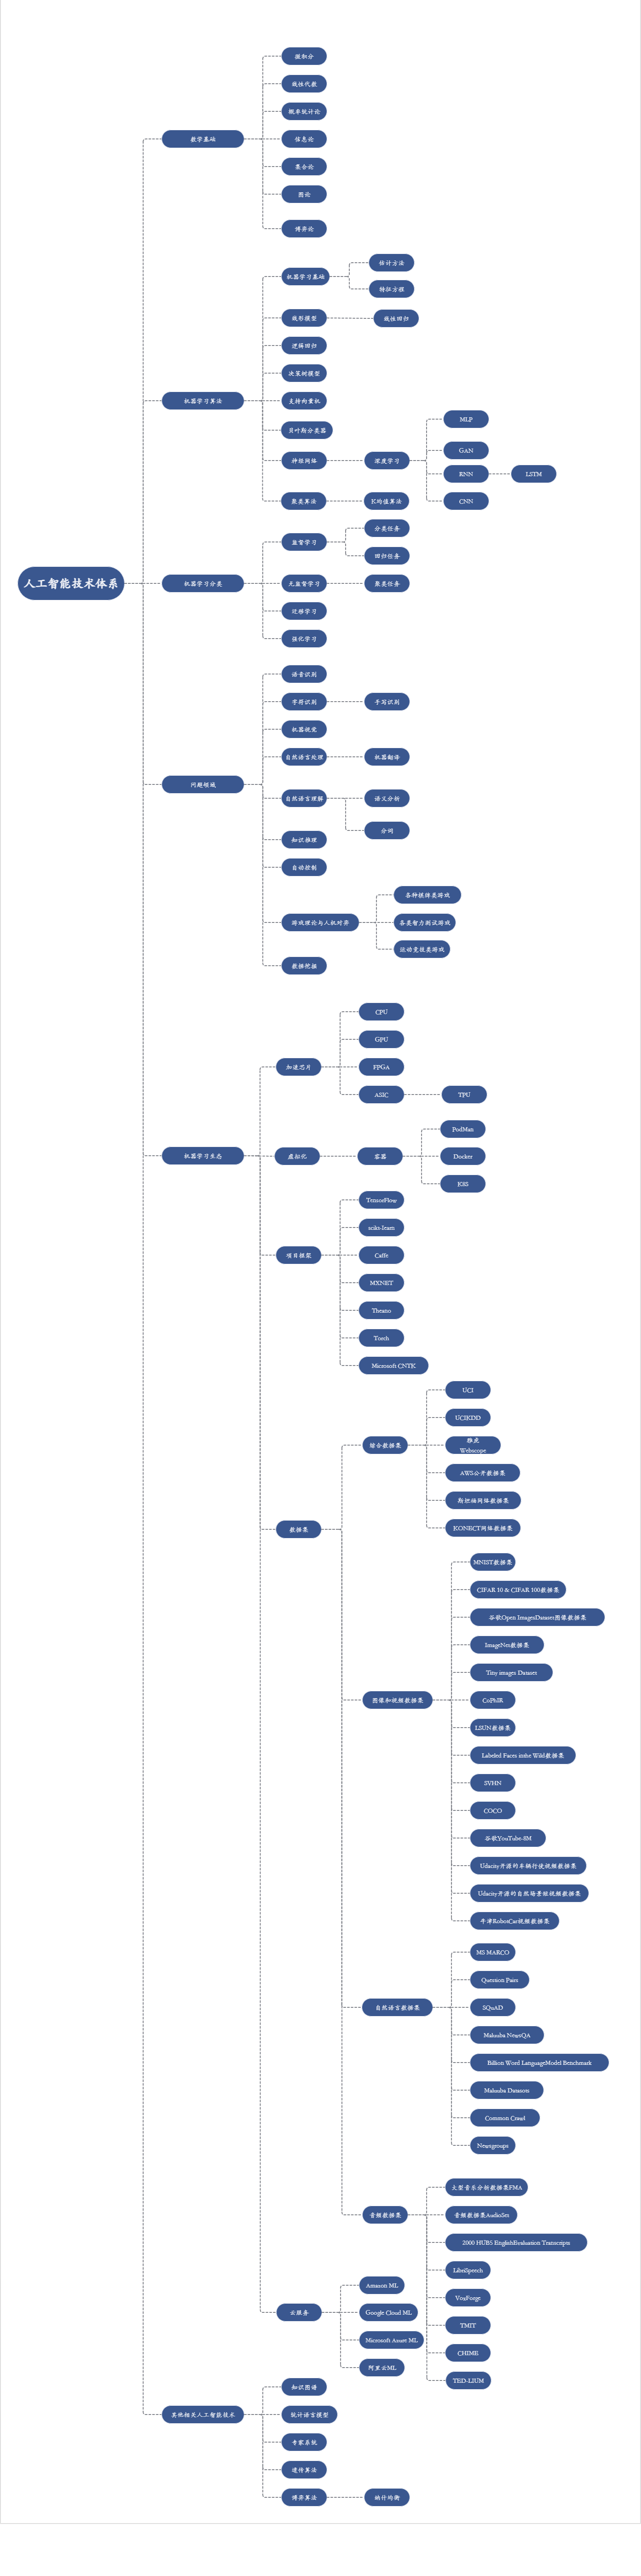 微积分
线性代数
概率统计论
数学基础
信息论
集合论
图论
博弈论
估计方法
机器学习基础
特征方程
线形模型
线性回归
逻辑回归
决策树模型
机器学习算法
支持向量机
贝叶斯分类器
MLP
GAN
神经网络
深度学习
RNN
LSTM
CNN
聚类算法
K均值算法
分类任务
监督学习
回归任务
人工智能技术体系
机器学习分类
无监督学习
聚类任务
迁移学习
强化学习
语音识别
字符识别
手写识别
机器视觉
自然语言处理
机器翻译
问题领域
自然语言理解
语义分析
分词
知识推理
自动控制
各种棋牌类游戏
游戏理论与人机对弈
各类智力测试游戏
运动竞技类游戏
数据挖掘
CPU
GPU
加速芯片
FPGA
ASIC
TPU
PodMan
机器学习生态
虚拟化
容器
Docker
K8S
TensorFlow
scikt-learn
项目框架
Caffe
MXNET
Theano
Torch
Microsoft CNTK
UCI
UCIKDD
综合数据集
雅虎
Webscope
AWS公开数据集
斯坦福网络数据集
KONECT网络数据集
数据集
MNIST数据集
CIFAR 10 & CIFAR 100数据集
谷歌Open ImagesDataset图像数据集
ImageNet数据集
Tiny images Dataset
图像和视频数据集
CoPhIR
LSUN数据集
Labeled Faces inthe Wild数据集
SVHN
COCO
谷歌YouTube-8M
Udacity开源的车辆行使视频数据集
Udacity开源的自然场景短视频数据集
牛津RobotCar视频数据集
MS MARCO
Question Pairs
自然语言数据集
SQuAD
Maluuba NewsQA
Billion Word LanguageModel Benchmark
Maluuba Datasets
Common Crawl
Newsgroups
大型音乐分析数据集FMA
音频数据集
音频数据集AudioSet
2000 HUB5 EnglishEvaluation Transcripts
LibriSpeech
Amazon ML
VoxForge
云服务
Google Cloud ML
TMIT
Microsoft Azuer ML
CHIME
阿里云ML
TED-LIUM
知识图谱
其他相关人工智能技术
统计语言模型
专家系统
遗传算法
博弈算法
纳什均衡